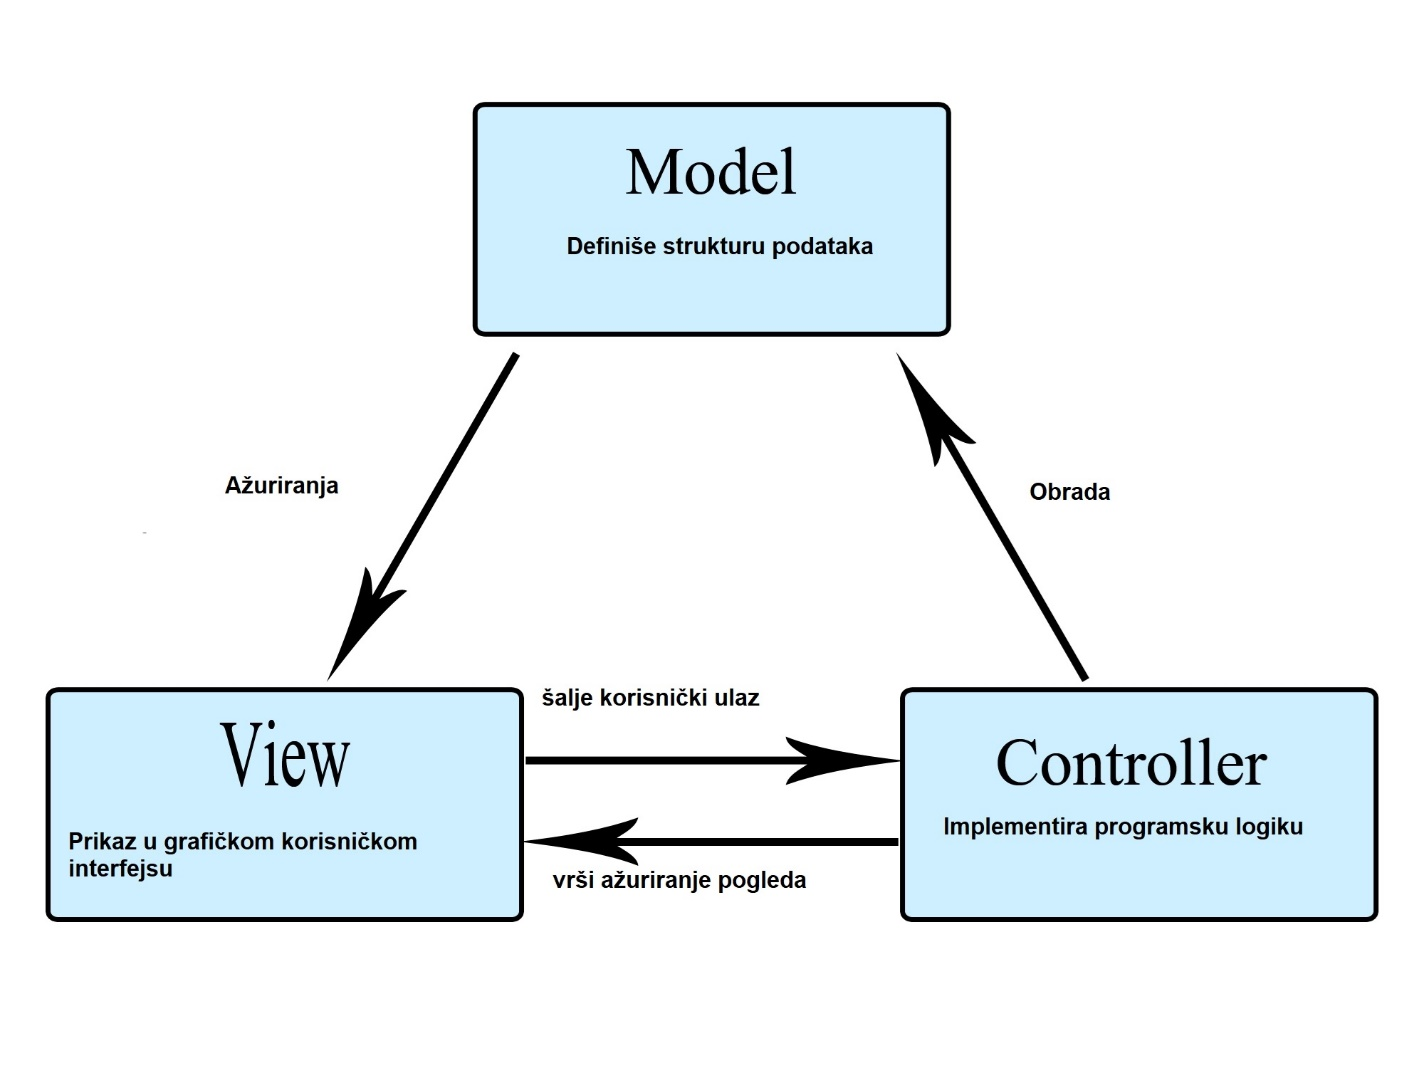 Model
Definiše strukturu podataka
Ažuriranja
Obrada
šalje korisnički ulaz
View
Prikaz u grafičkom korisničkom
interfejsu
Controller
Implementira programsku logiku
vrši ažuriranje pogleda